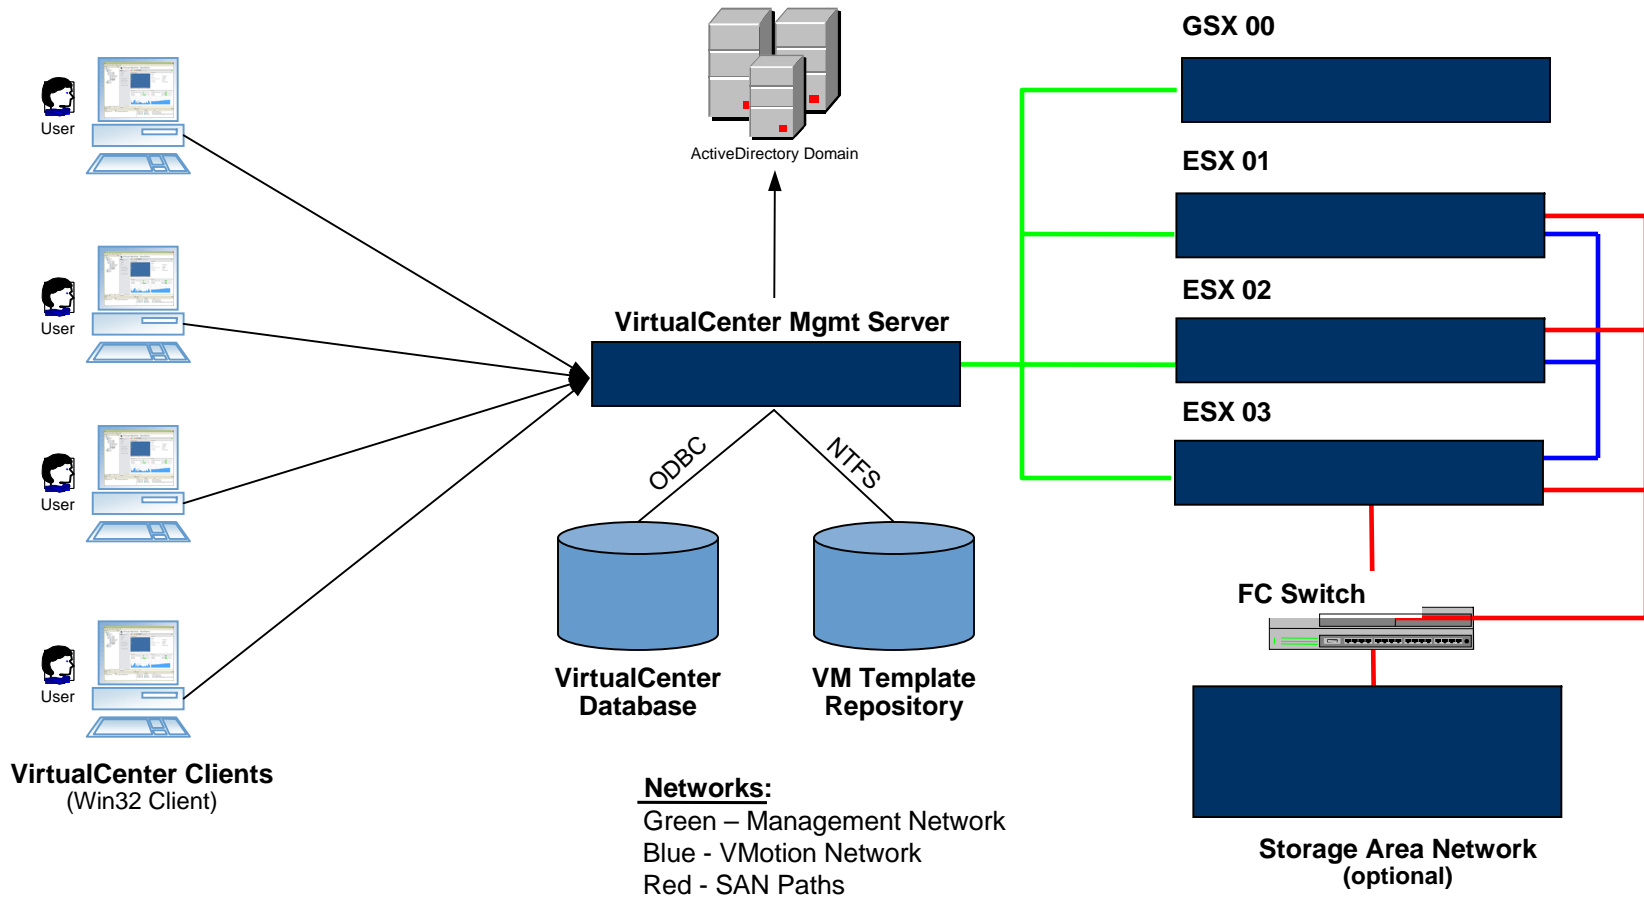 User
User
User
User
VirtualCenter Clients
(Win32 Client)
ActiveDirectory Domain
VirtualCenter Mgmt Server
ODBC
NTFS
VirtualCenter
Database
VM Template
Repository
Networks:
Green – Management Network
Blue - VMotion Network
Red - SAN Paths
GSX 00
ESX 01
ESX 02
ESX 03
FC Switch
Storage Area Network
(optional)